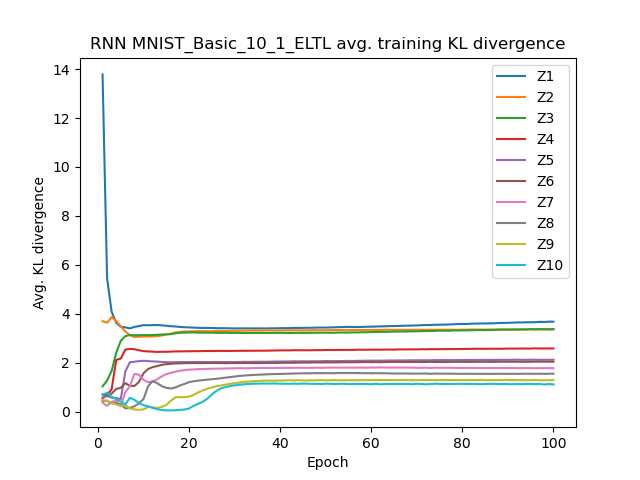 RNN MNIST_Basic_10_1_ELTL avg. training KL divergence
14
12
10
8
6
4
2
0
Avg. KL divergence
0 20 40 60 80 100
Epoch
Z1
Z2
Z3
Z4
Z5
Z6
Z7
Z8
Z9
Z10